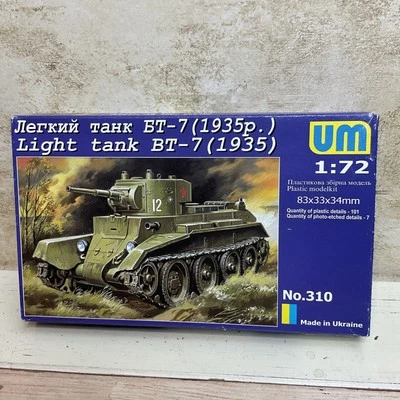 Легкий танк БТ-7(1935р.)
Light tank BT-7(1935)
um
1:72
Пластикова збірна модель
Plastic modelkit
83x33x34mm
Quantity of plastic details - 101
Quantity of photo-etched details - 7
12
No.310
Made in Ukraine